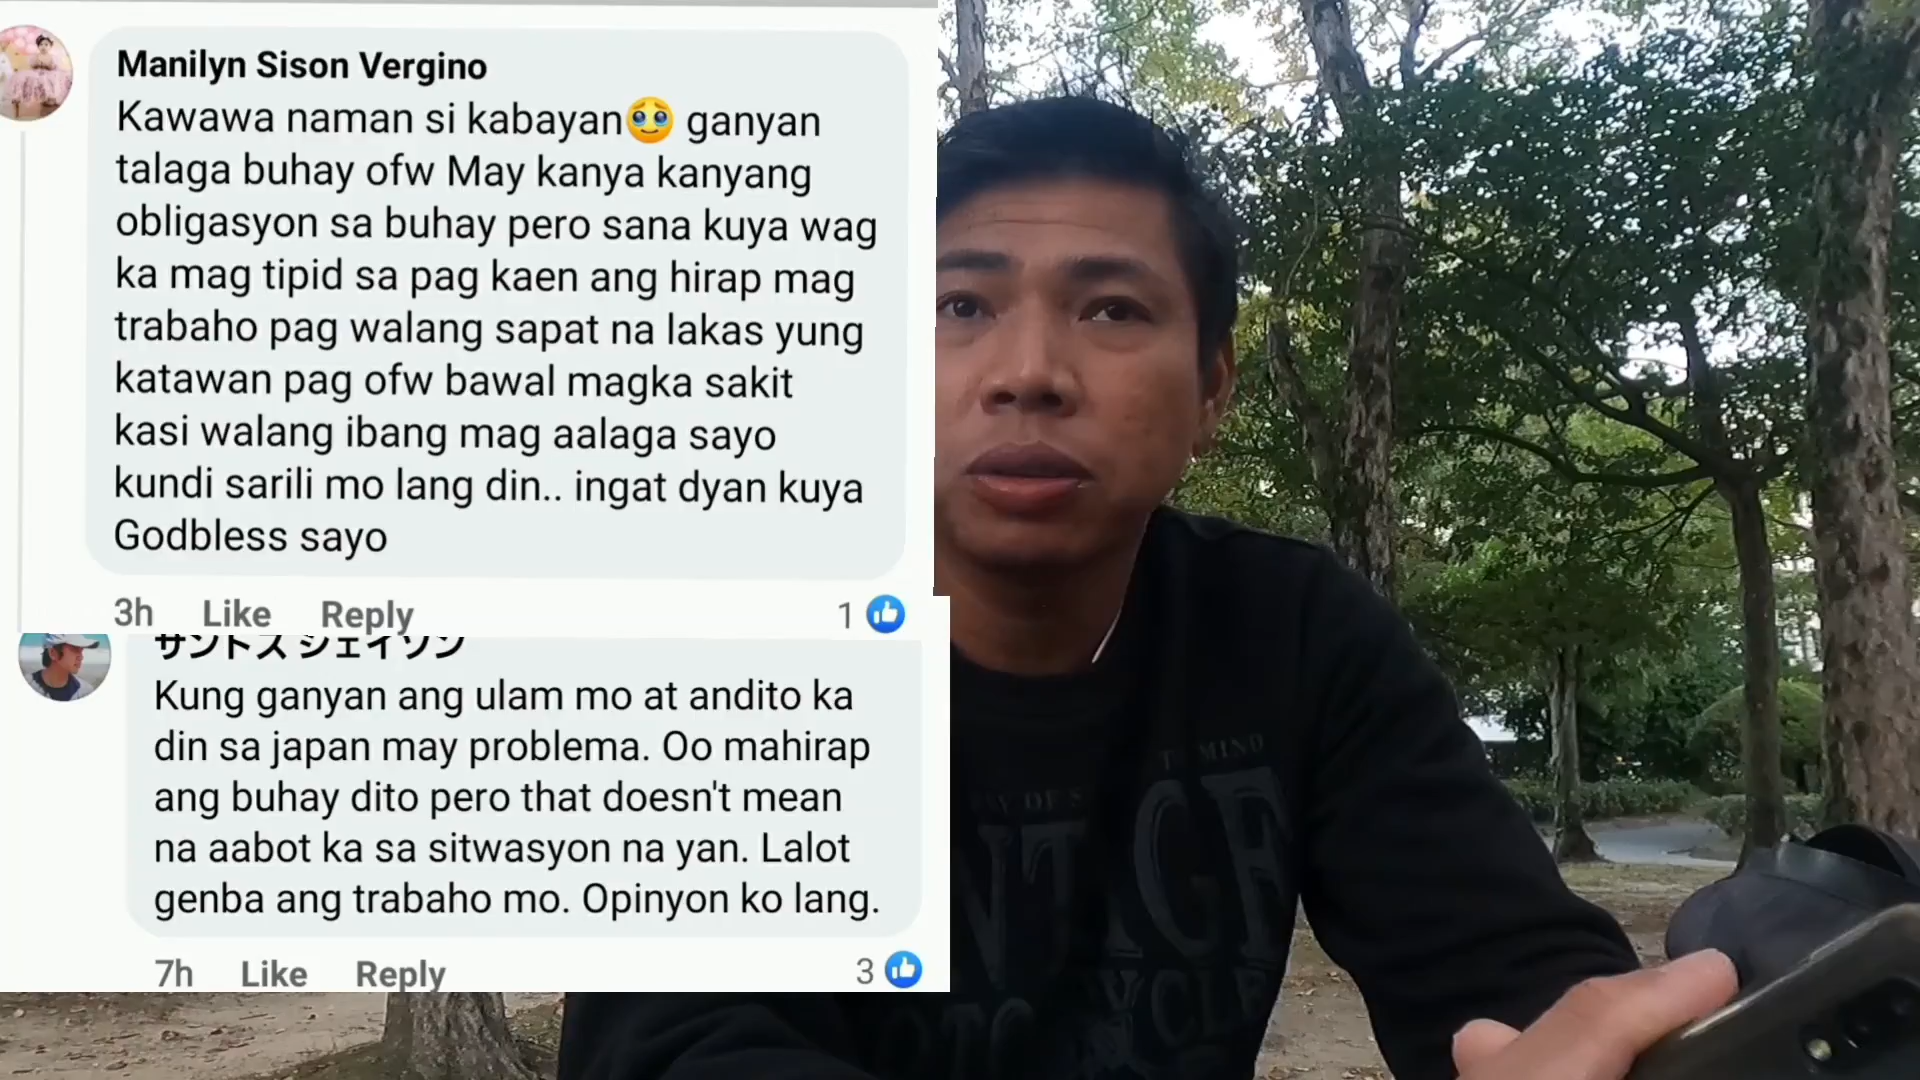 Manilyn Sison Vergino
Kawawa naman si kabayan🥹 ganyan
talaga buhay ofw May kanya kanyang
obligasyon sa buhay pero sana kuya wag
ka mag tipid sa pag kaen ang hirap mag
trabaho pag walang sapat na lakas yung
katawan pag ofw bawal magka sakit
kasi walang ibang mag aalaga sayo
kundi sarili mo lang din.. ingat dyan kuya
Godbless sayo
3h Like Reply 1
サントス ジェイソン
Kung ganyan ang ulam mo at andito ka
din sa japan may problema. Oo mahirap
ang buhay dito pero that doesn't mean
na aabot ka sa sitwasyon na yan. Lalot
genba ang trabaho mo. Opinyon ko lang.
7h Like Reply 3
MIND